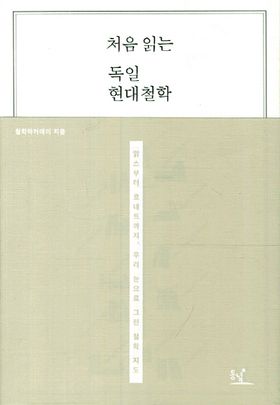 처음 읽는
독일
현대철학
철학아카데미 지음
맑스부터 호네트까지, 우리 눈으로 그린 철학 지도
동녘